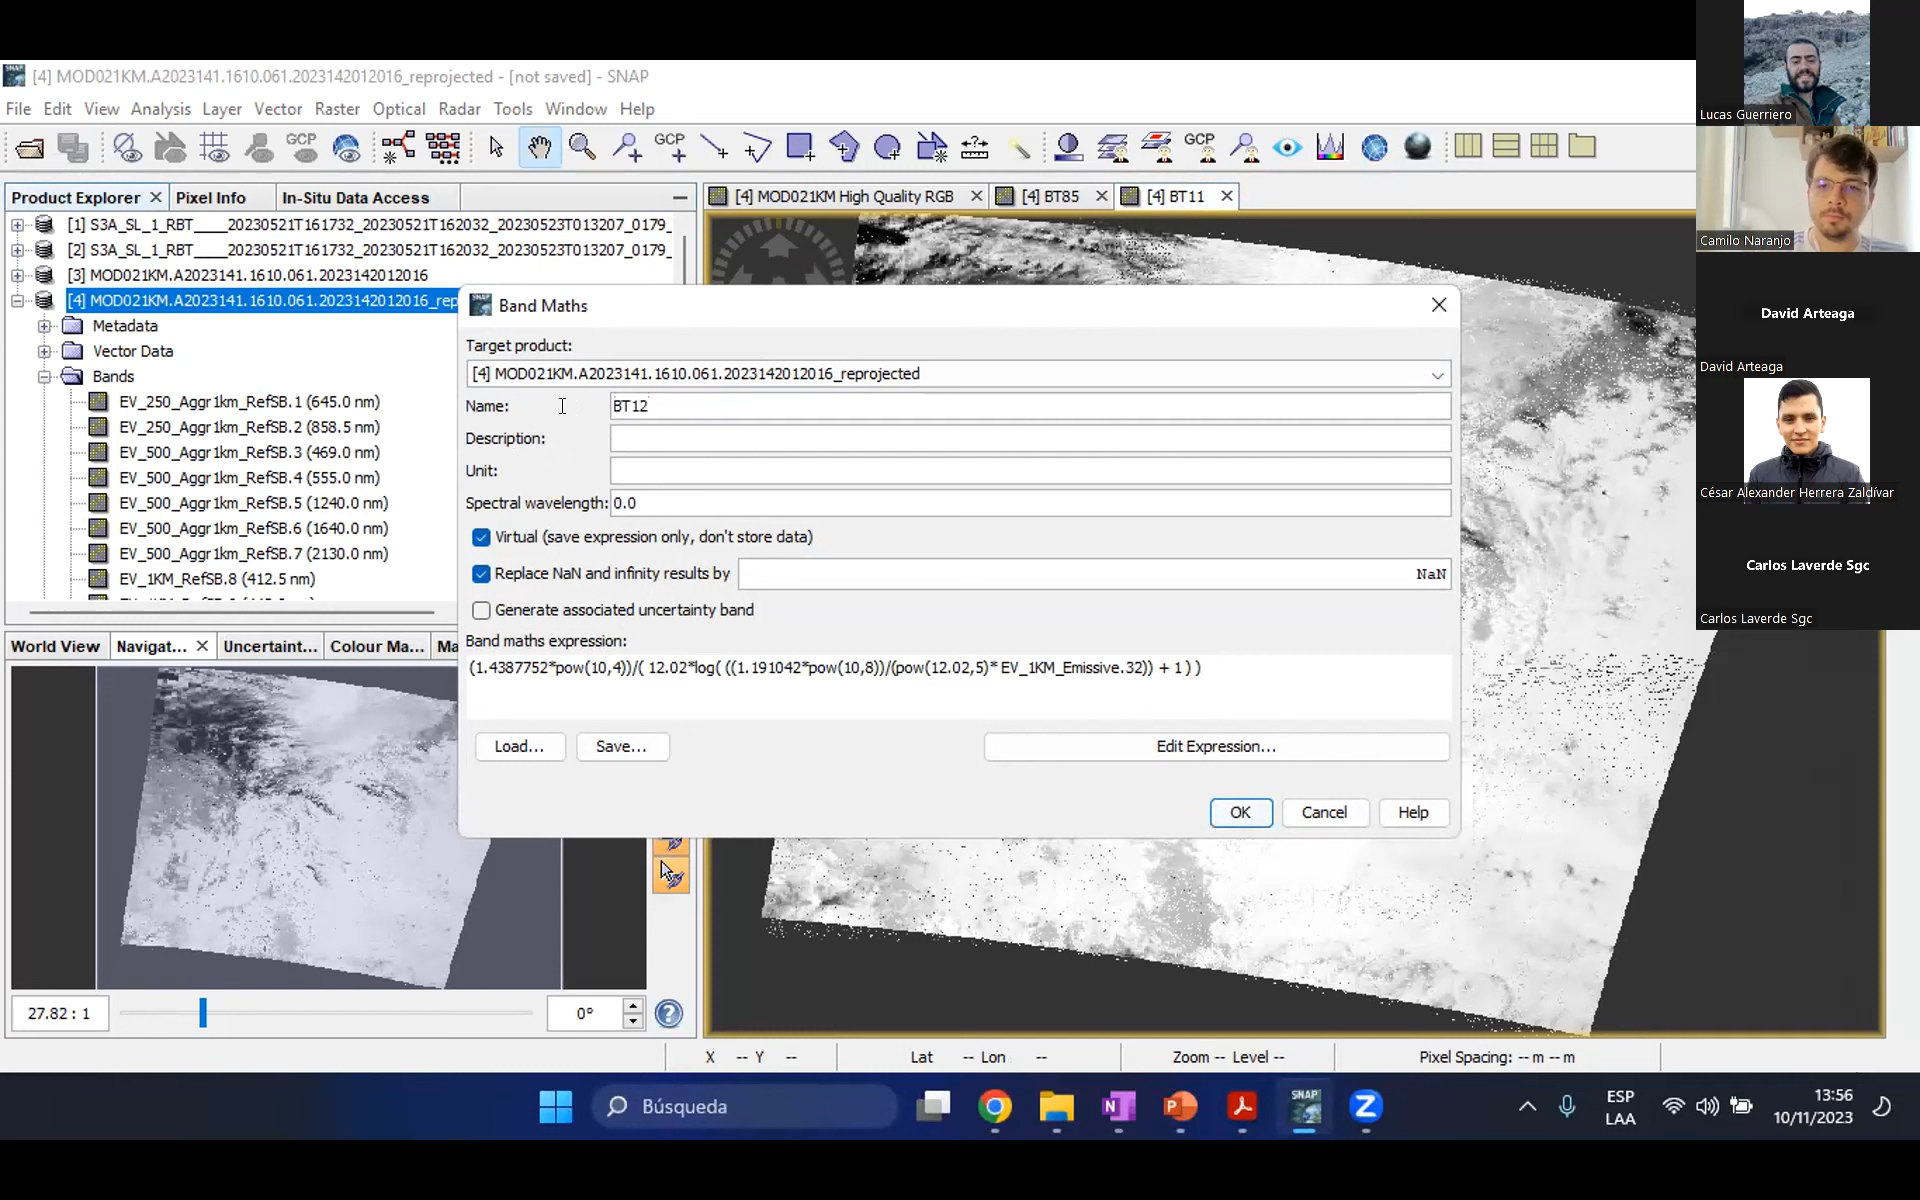 [4] MOD021KM.A2023141.1610.061.2023142012016_reprojected - [not saved] - SNAP
File Edit View Analysis Layer Vector Raster Optical Radar Tools Window Help
GCP GCP GCP
Product Explorer Pixel Info In-Situ Data Access
[4] MOD021KM High Quality RGB [4] BT85 [4] BT11
[1] S3A_SL_1_RBT____20230521T161732_20230521T162032_20230523T013207_0179_
[2] S3A_SL_1_RBT____20230521T161732_20230521T162032_20230523T013207_0179_
[3] MOD021KM.A2023141.1610.061.2023142012016
[4] MOD021KM.A2023141.1610.061.2023142012016_rep
Metadata
Vector Data
Bands
EV_250_Aggr1km_RefSB.1 (645.0 nm)
EV_250_Aggr1km_RefSB.2 (858.5 nm)
EV_500_Aggr1km_RefSB.3 (469.0 nm)
EV_500_Aggr1km_RefSB.4 (555.0 nm)
EV_500_Aggr1km_RefSB.5 (1240.0 nm)
EV_500_Aggr1km_RefSB.6 (1640.0 nm)
EV_500_Aggr1km_RefSB.7 (2130.0 nm)
EV_1KM_RefSB.8 (412.5 nm)
Band Maths
Target product:
[4] MOD021KM.A2023141.1610.061.2023142012016_reprojected
Name: BT12
Description:
Unit:
Spectral wavelength: 0.0
Virtual (save expression only, don't store data)
Replace NaN and infinity results by NaN
Generate associated uncertainty band
Band maths expression:
(1.4387752*pow(10,4))/( 12.02*log( ((1.191042*pow(10,8))/(pow(12.02,5)* EV_1KM_Emissive.32)) + 1 ) )
Load... Save... Edit Expression...
OK Cancel Help
World View Navigat... Uncertaint... Colour Ma... Ma
27.82 : 1 0°
X -- Y -- Lat -- Lon -- Zoom -- Level -- Pixel Spacing: -- m -- m
Búsqueda
SNAP
ESP
LAA
13:56
10/11/2023
Lucas Guerriero
Camilo Naranjo
David Arteaga
David Arteaga
César Alexander Herrera Zaldívar
Carlos Laverde Sgc
Carlos Laverde Sgc